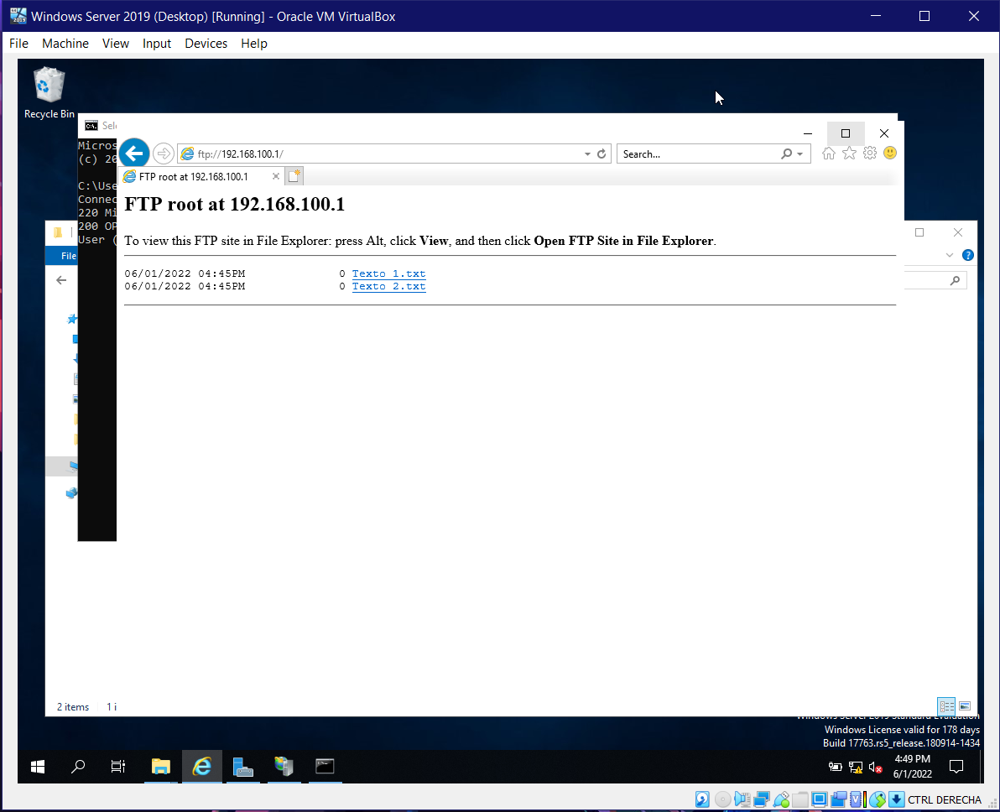 Windows Server 2019 (Desktop) [Running] - Oracle VM VirtualBox
File Machine View Input Devices Help
Recycle Bin
ftp://192.168.100.1/
Search...
FTP root at 192.168.100.1
FTP root at 192.168.100.1
To view this FTP site in File Explorer: press Alt, click View, and then click Open FTP Site in File Explorer.
06/01/2022 04:45PM 0 Texto 1.txt
06/01/2022 04:45PM 0 Texto 2.txt
(c) 20
C:\Use
220 Mi
200 OP
User (
File
2 items
Windows Server 2019 Standard Evaluation
Windows License valid for 178 days
Build 17763.rs5_release.180914-1434
4:49 PM
6/1/2022
CTRL DERECHA